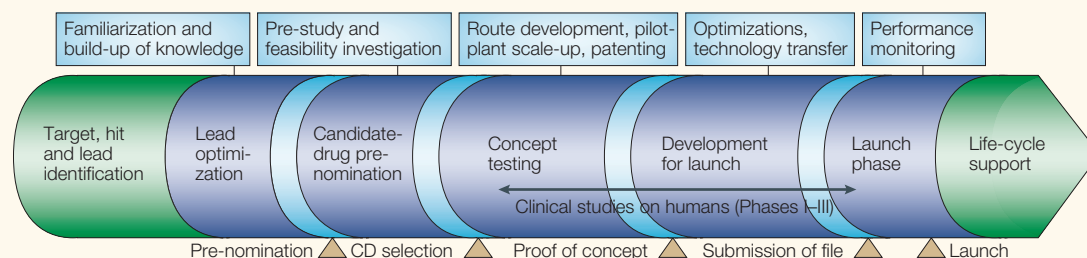 Familiarization and
build-up of knowledge
Pre-study and
feasibility investigation
Route development, pilot-
plant scale-up, patenting
Optimizations,
technology transfer
Performance
monitoring
Target, hit
and lead
identification
Lead
optimi-
zation
Candidate-
drug pre-
nomination
Concept
testing
Development
for launch
Launch
phase
Life-cycle
support
Clinical studies on humans (Phases I–III)
Pre-nomination
CD selection
Proof of concept
Submission of file
Launch